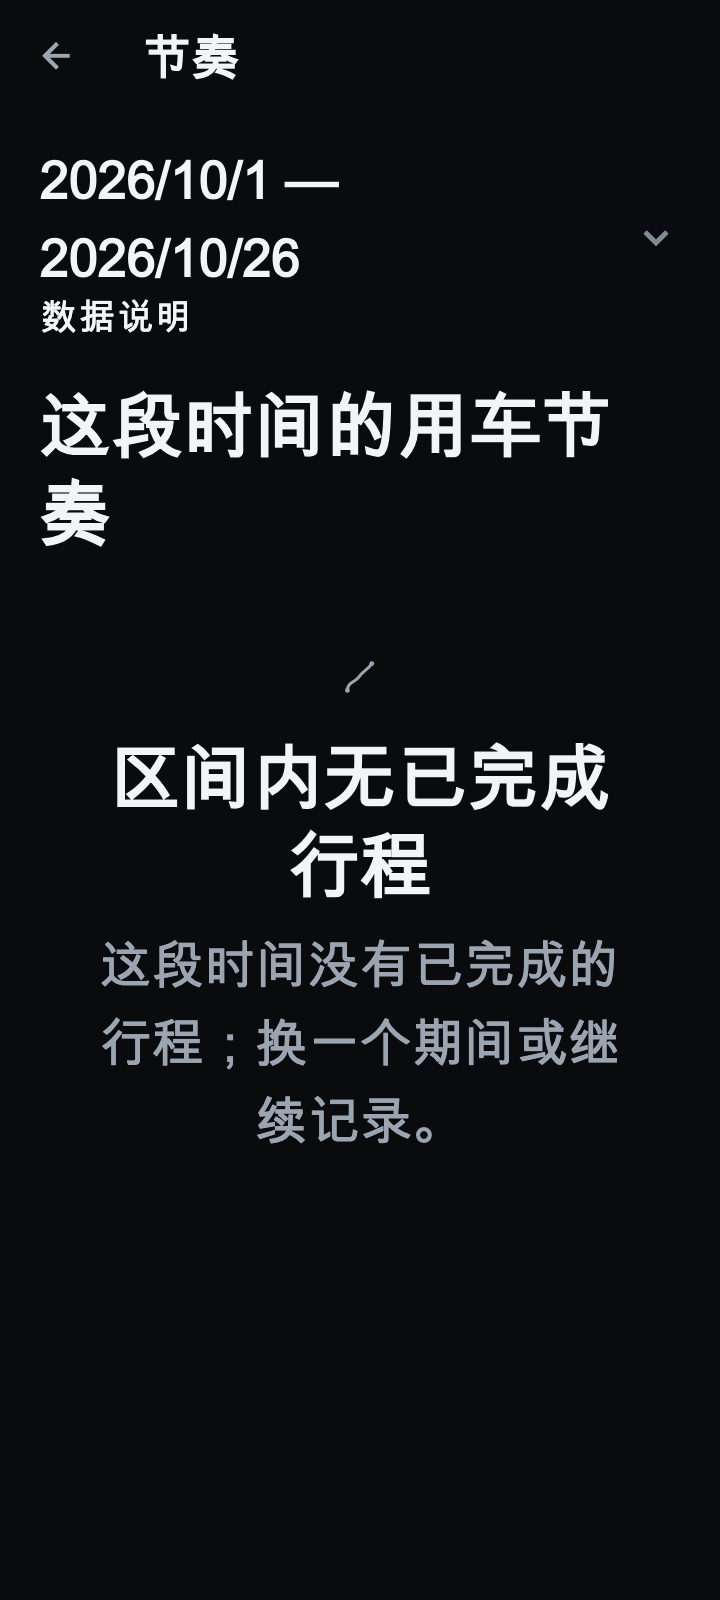 节奏
2026/10/1 —
2026/10/26
数据说明
这段时间的用车节
奏
区间内无已完成
行程
这段时间没有已完成的
行程；换一个期间或继
续记录。